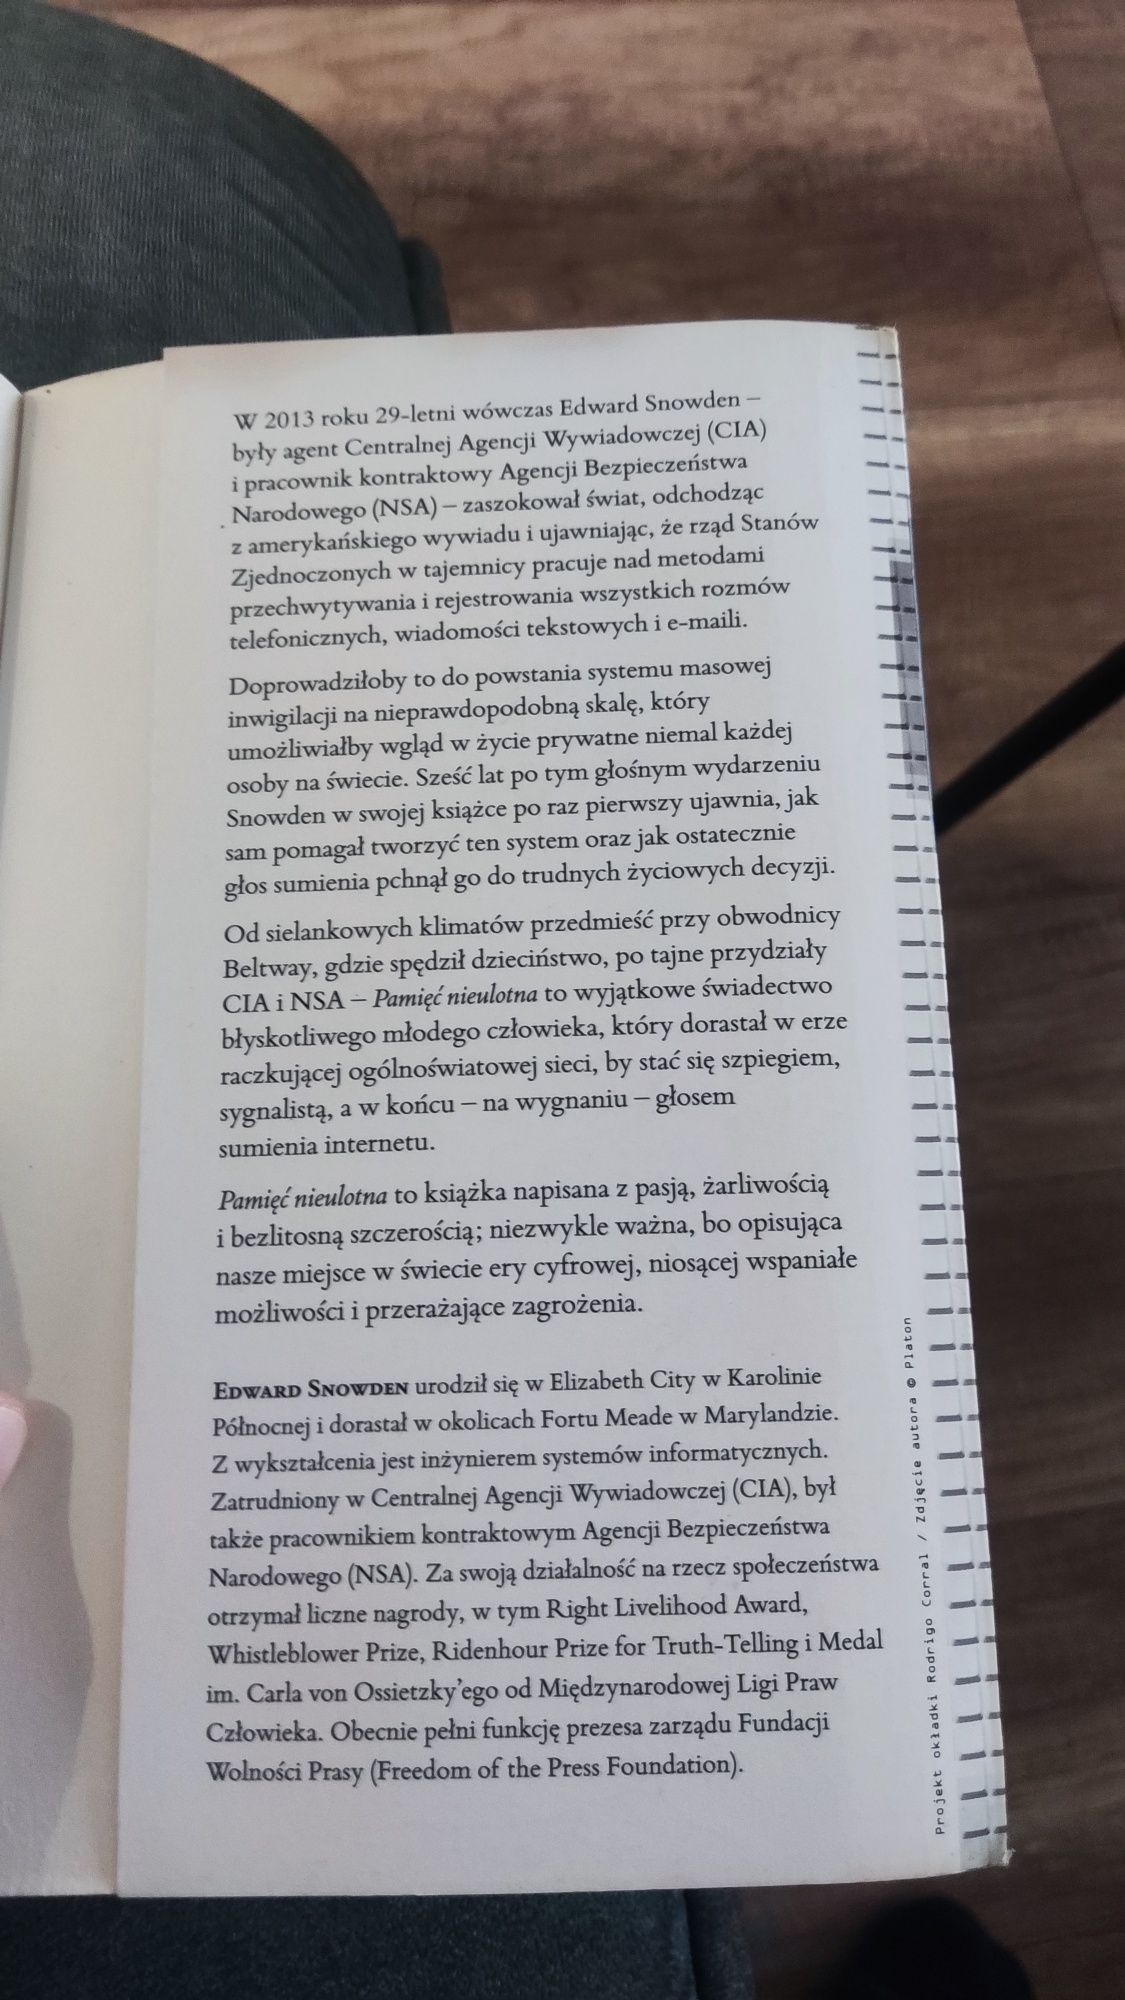 W 2013 roku 29-letni wówczas Edward Snowden –
były agent Centralnej Agencji Wywiadowczej (CIA)
i pracownik kontraktowy Agencji Bezpieczeństwa
Narodowego (NSA) – zaszokował świat, odchodząc
z amerykańskiego wywiadu i ujawniając, że rząd Stanów
Zjednoczonych w tajemnicy pracuje nad metodami
przechwytywania i rejestrowania wszystkich rozmów
telefonicznych, wiadomości tekstowych i e-maili.
Doprowadziłoby to do powstania systemu masowej
inwigilacji na nieprawdopodobną skalę, który
umożliwiałby wgląd w życie prywatne niemal każdej
osoby na świecie. Sześć lat po tym głośnym wydarzeniu
Snowden w swojej książce po raz pierwszy ujawnia, jak
sam pomagał tworzyć ten system oraz jak ostatecznie
głos sumienia pchnął go do trudnych życiowych decyzji.
Od sielankowych klimatów przedmieść przy obwodnicy
Beltway, gdzie spędził dzieciństwo, po tajne przydziały
CIA i NSA – Pamięć nieulotna to wyjątkowe świadectwo
błyskotliwego młodego człowieka, który dorastał w erze
raczkującej ogólnoświatowej sieci, by stać się szpiegiem,
sygnalistą, a w końcu – na wygnaniu – głosem
sumienia internetu.
Pamięć nieulotna to książka napisana z pasją, żarliwością
i bezlitosną szczerością; niezwykle ważna, bo opisująca
nasze miejsce w świecie ery cyfrowej, niosącej wspaniałe
możliwości i przerażające zagrożenia.
EDWARD SNOWDEN urodził się w Elizabeth City w Karolinie
Północnej i dorastał w okolicach Fortu Meade w Marylandzie.
Z wykształcenia jest inżynierem systemów informatycznych.
Zatrudniony w Centralnej Agencji Wywiadowczej (CIA), był
także pracownikiem kontraktowym Agencji Bezpieczeństwa
Narodowego (NSA). Za swoją działalność na rzecz społeczeństwa
otrzymał liczne nagrody, w tym Right Livelihood Award,
Whistleblower Prize, Ridenhour Prize for Truth-Telling i Medal
im. Carla von Ossietzky'ego od Międzynarodowej Ligi Praw
Człowieka. Obecnie pełni funkcję prezesa zarządu Fundacji
Wolności Prasy (Freedom of the Press Foundation).
Projekt okładki Rodrigo Corral / Zdjęcie autora © Platon